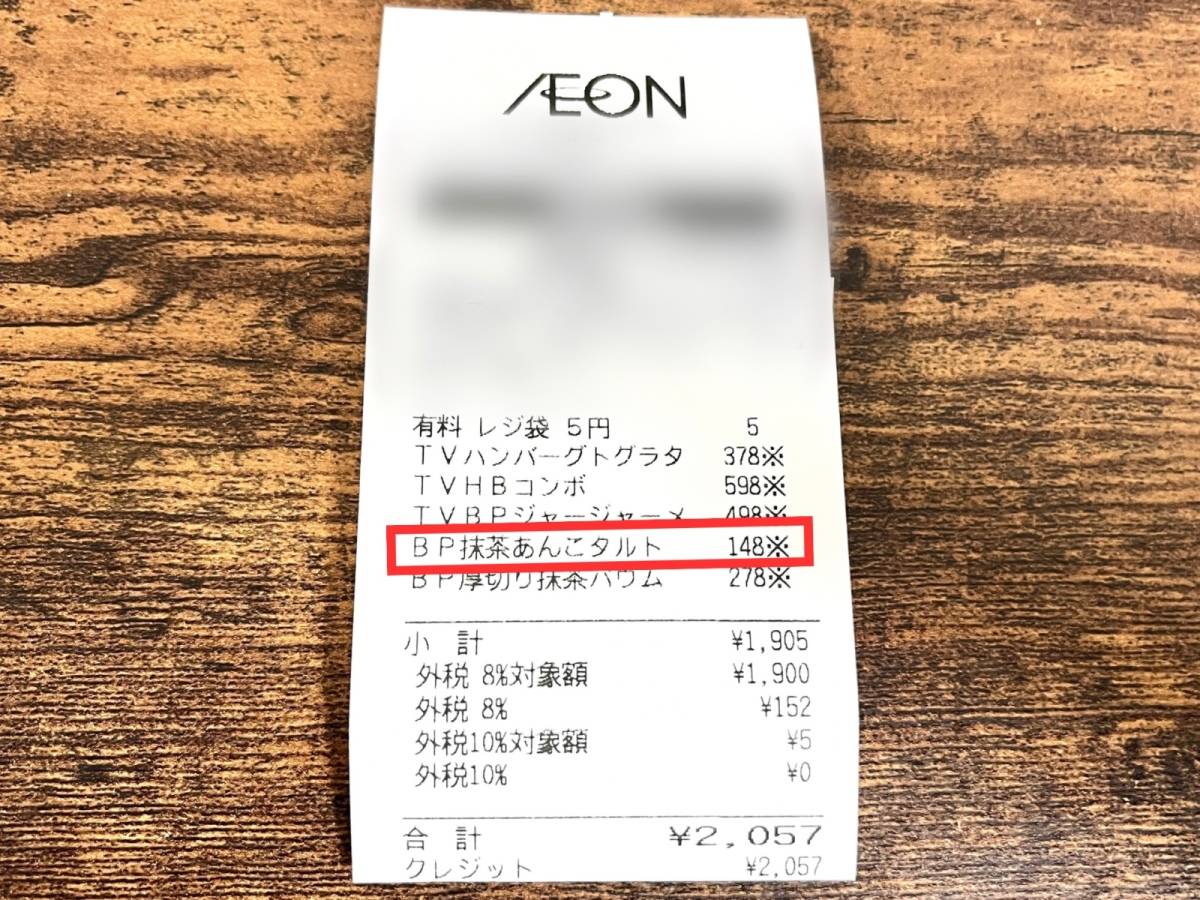 ÆON
有料 レジ袋 5円 5
TVハンバーグトグラタ 378※
TVHBコンボ 598※
TVBPジャージャーメ 498※
BP抹茶あんこタルト 148※
BP厚切り抹茶バウム 278※
小 計 ¥1,905
外税 8%対象額 ¥1,900
外税 8% ¥152
外税10%対象額 ¥5
外税10% ¥0
合 計 ¥2,057
クレジット ¥2,057